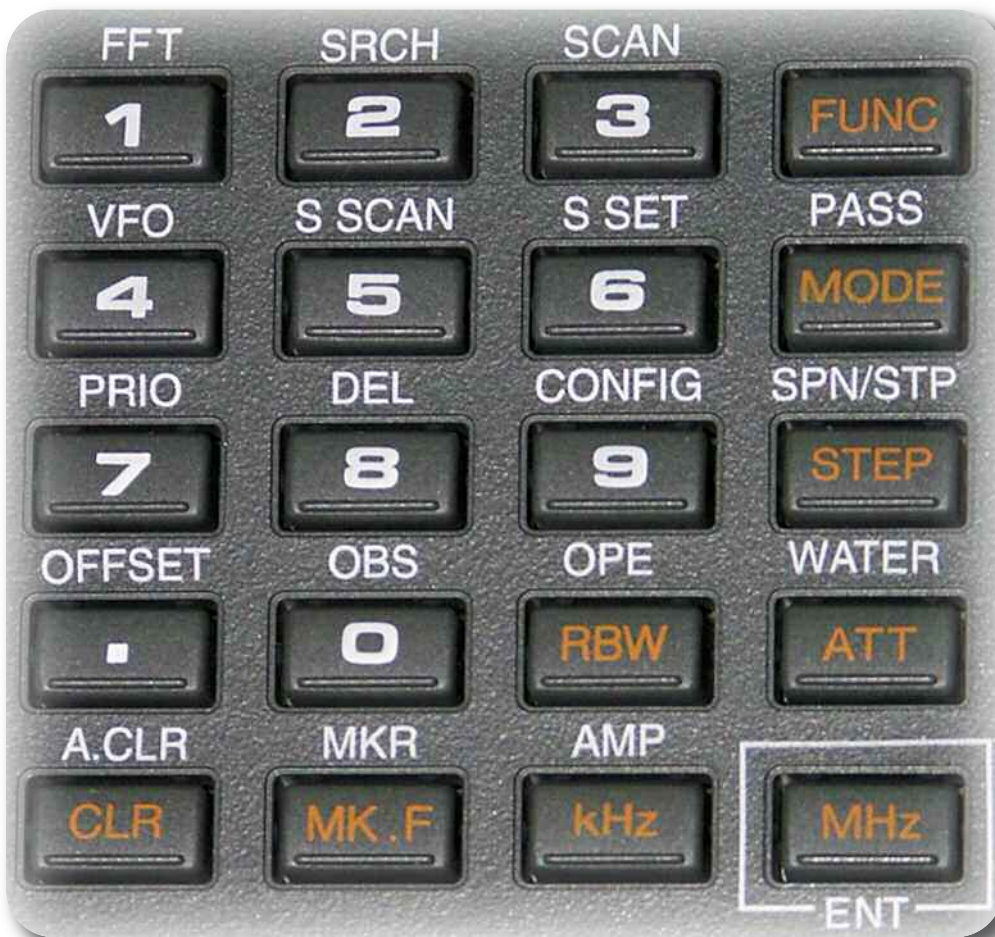 FFT SRCH SCAN
1 2 3 FUNC
VFO S SCAN S SET PASS
4 5 6 MODE
PRIO DEL CONFIG SPN/STP
7 8 9 STEP
OFFSET OBS OPE WATER
. 0 RBW ATT
A.CLR MKR AMP
CLR MK.F kHz MHz
ENT